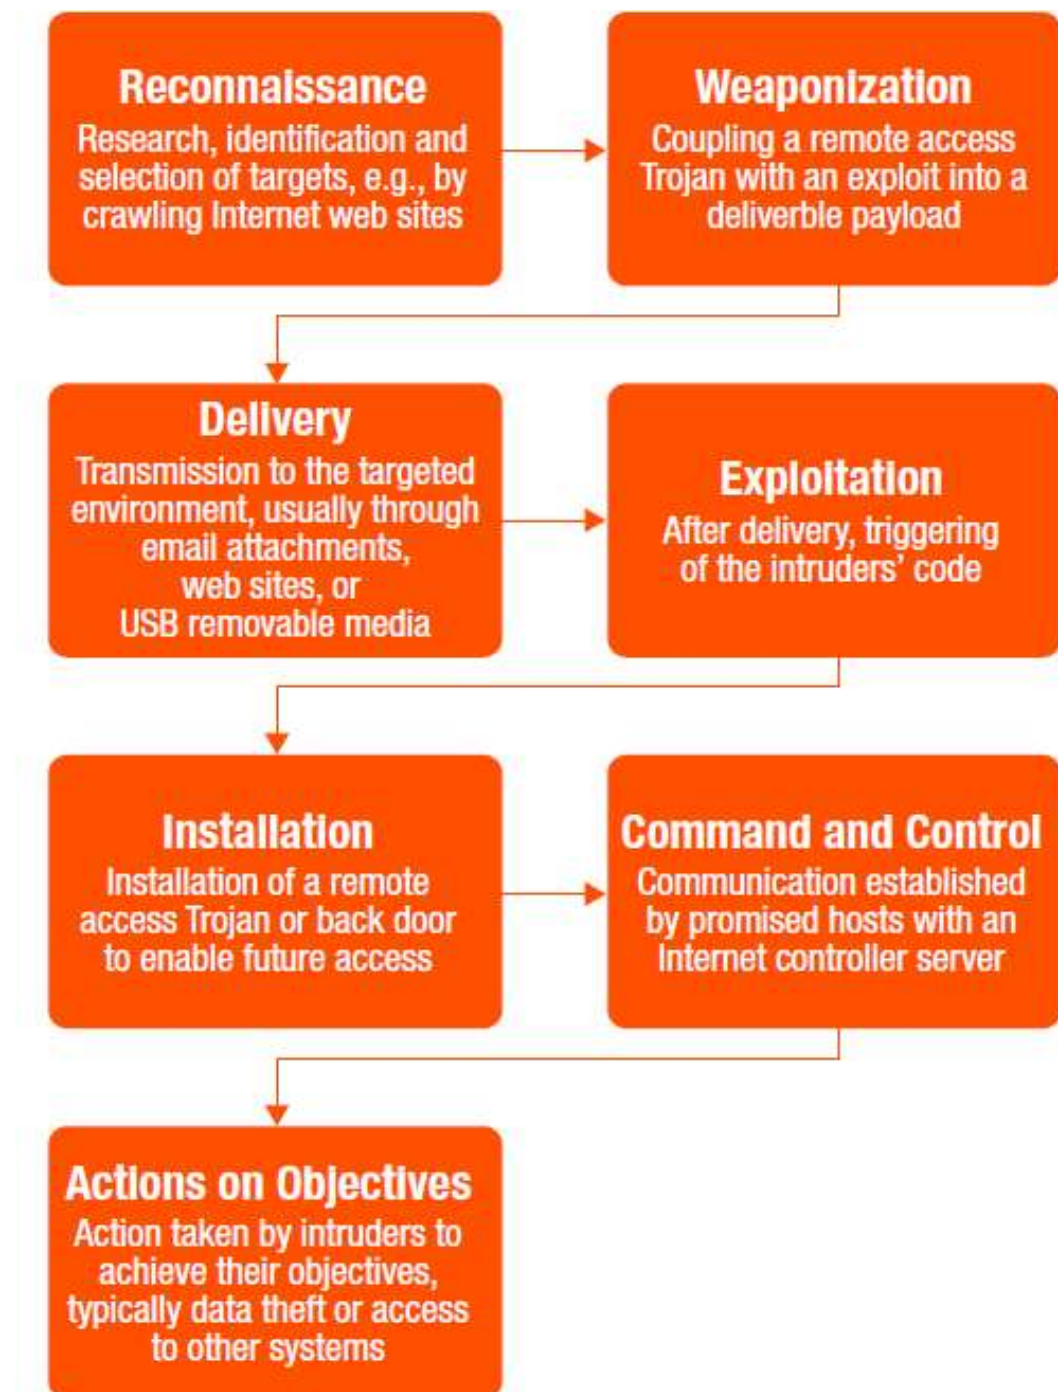 Reconnaissance
Research, identification and
selection of targets, e.g., by
crawling Internet web sites
Weaponization
Coupling a remote access
Trojan with an exploit into a
deliverble payload
Delivery
Transmission to the targeted
environment, usually through
email attachments,
web sites, or
USB removable media
Exploitation
After delivery, triggering
of the intruders’ code
Installation
Installation of a remote
access Trojan or back door
to enable future access
Command and Control
Communication established
by promised hosts with an
Internet controller server
Actions on Objectives
Action taken by intruders to
achieve their objectives,
typically data theft or access
to other systems